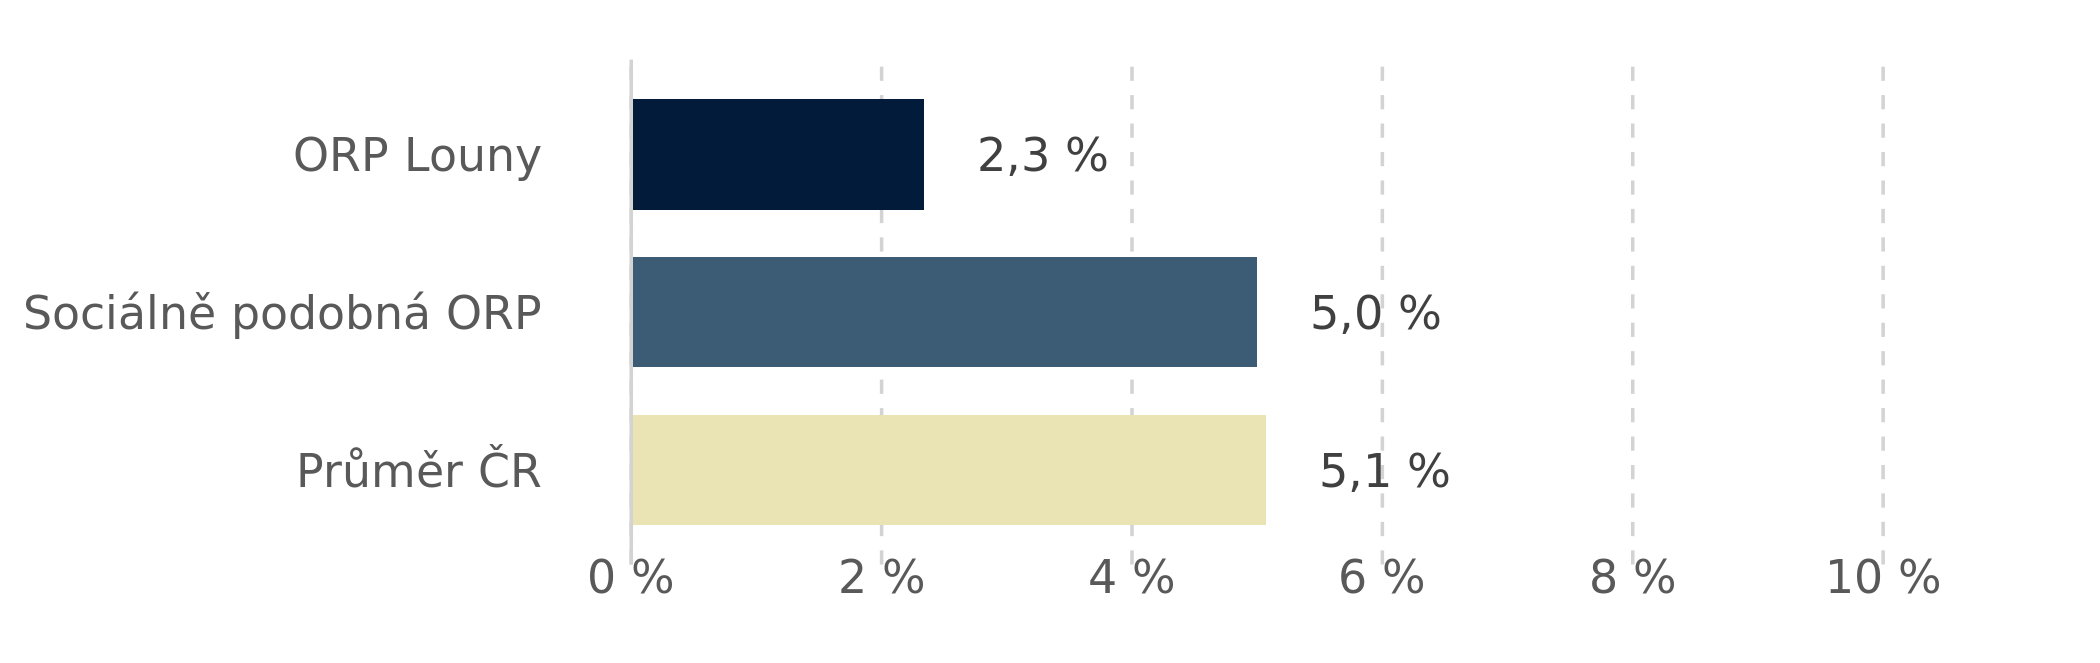 ORP Louny
2,3 %
Sociálně podobná ORP
5,0 %
Průměr ČR
5,1 %
0 % 2 % 4 % 6 % 8 % 10 %